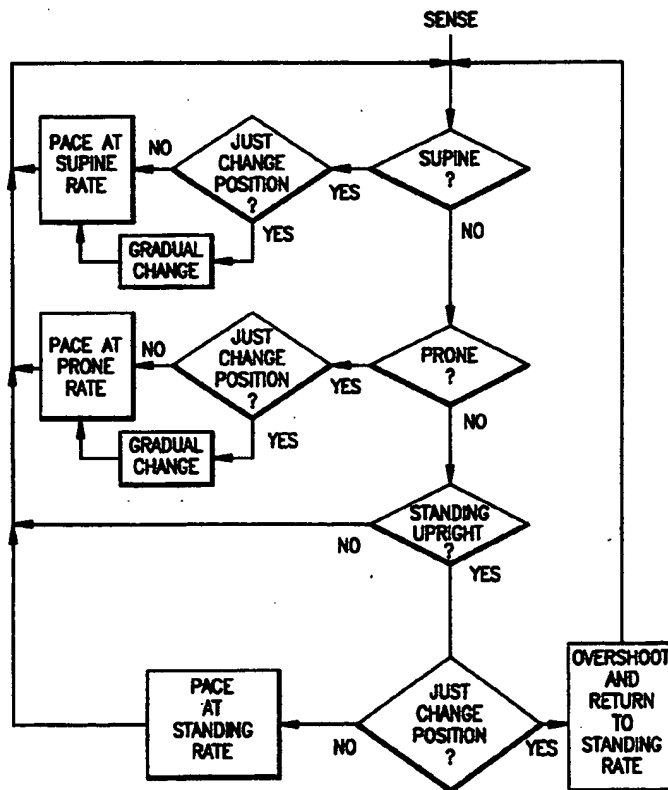 SENSE
PACE AT
SUPINE
RATE
NO
JUST
CHANGE
POSITION
?
YES
SUPINE
?
YES
NO
GRADUAL
CHANGE
PACE AT
PRONE
RATE
NO
JUST
CHANGE
POSITION
?
YES
PRONE
?
YES
NO
GRADUAL
CHANGE
STANDING
UPRIGHT
?
NO
YES
PACE
AT
STANDING
RATE
NO
JUST
CHANGE
POSITION
?
YES
OVERSHOOT
AND
RETURN
TO
STANDING
RATE